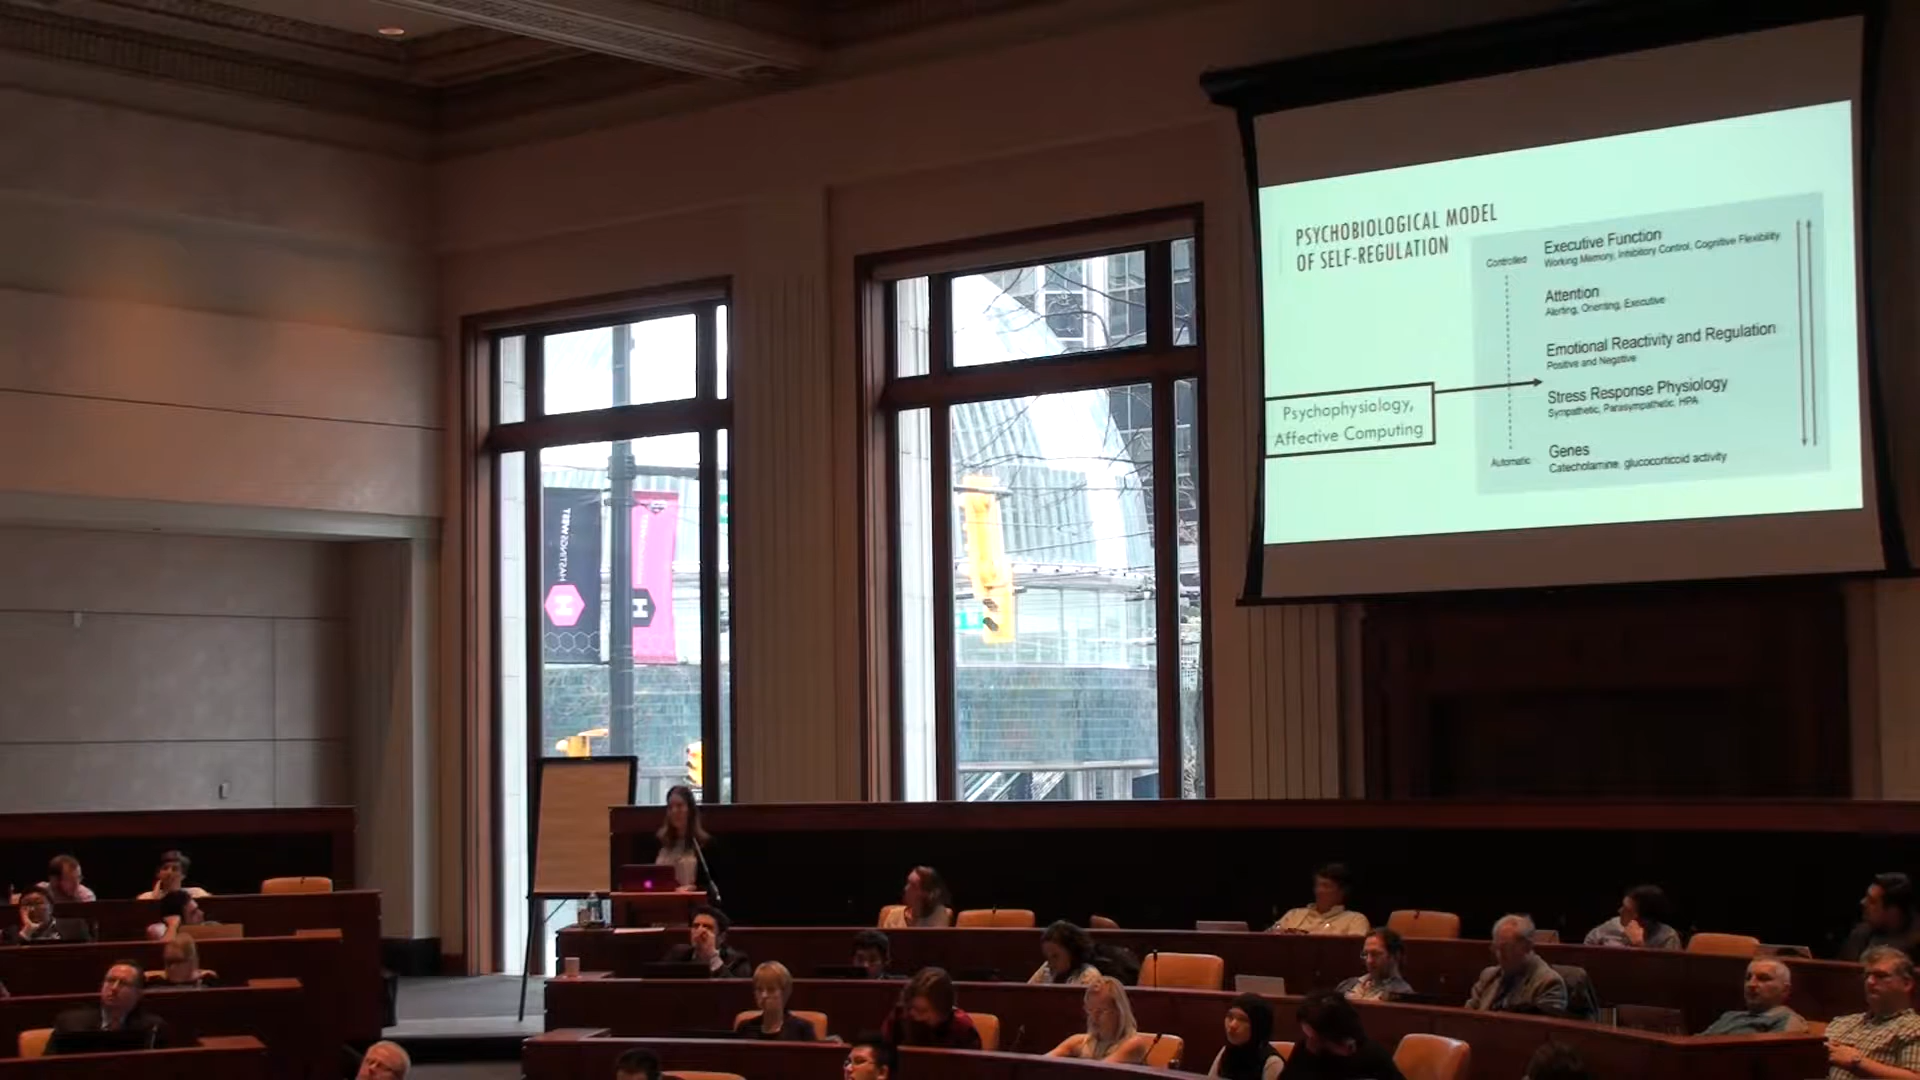 PSYCHOBIOLOGICAL MODEL
OF SELF-REGULATION
Controlled
Executive Function
Working Memory, Inhibitory Control, Cognitive Flexibility
Attention
Alerting, Orienting, Executive
Emotional Reactivity and Regulation
Positive and Negative
Psychophysiology,
Affective Computing
Stress Response Physiology
Sympathetic, Parasympathetic, HPA
Automatic
Genes
Catecholamine, glucocorticoid activity
HASTINGS WEST
H
H